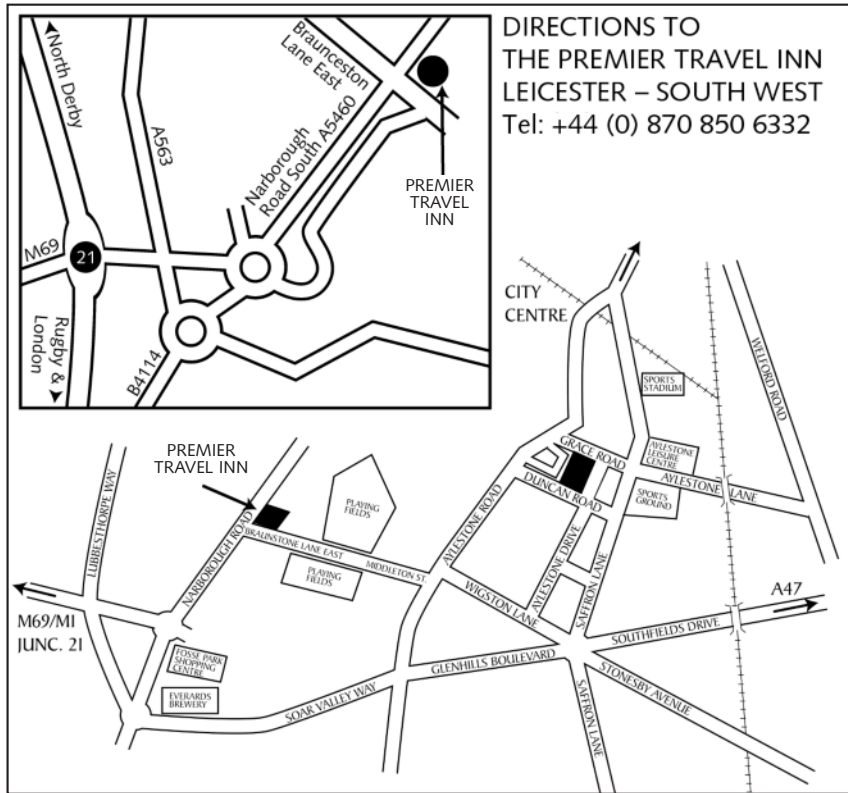 DIRECTIONS TO
THE PREMIER TRAVEL INN
LEICESTER – SOUTH WEST
Tel: +44 (0) 870 850 6332
North Derby
A563
Braunceston
Lane East
Narborough
Road South A5460
PREMIER
TRAVEL
INN
M69
21
Rugby &
London
B4114
CITY
CENTRE
SPORTS
STADIUM
WELFORD ROAD
GRACE ROAD
AYLESTONE
LEISURE
CENTRE
AYLESTONE LANE
SPORTS
GROUND
DUNCAN ROAD
PREMIER
TRAVEL INN
PLAYING
FIELDS
LUBBESTHORPE WAY
NARBOROUGH ROAD
BRAUNSTONE LANE EAST
MIDDLETON ST.
PLAYING
FIELDS
AYLESTONE ROAD
WIGSTON LANE
AYLESTONE DRIVE
SAFFRON LANE
A47
SOUTHFIELDS DRIVE
M69/M1
JUNC. 21
FOSSE PARK
SHOPPING
CENTRE
EVERARDS
BREWERY
SOAR VALLEY WAY
GLENHILLS BOULEVARD
STONESBY AVENUE
SAFFRON LANE